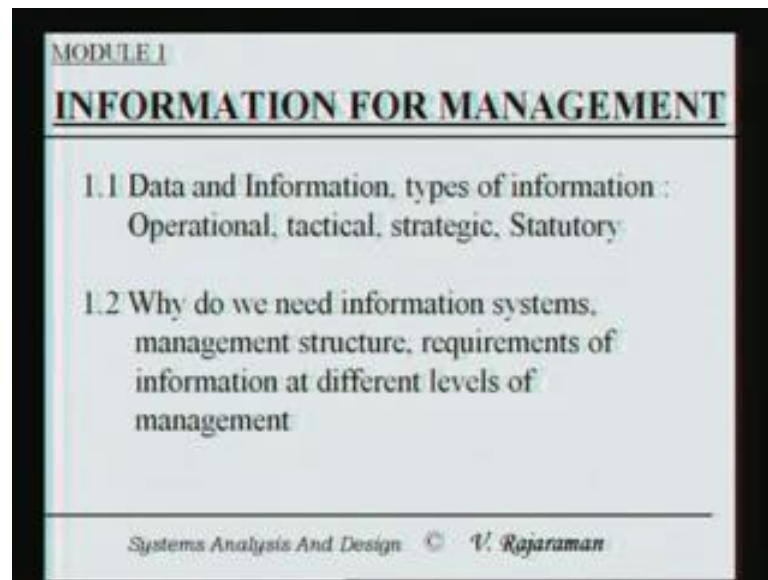 MODULE 1
INFORMATION FOR MANAGEMENT
1.1 Data and Information, types of information :
Operational, tactical, strategic, Statutory
1.2 Why do we need information systems,
management structure, requirements of
information at different levels of
management
Systems Analysis And Design © V. Rajaraman